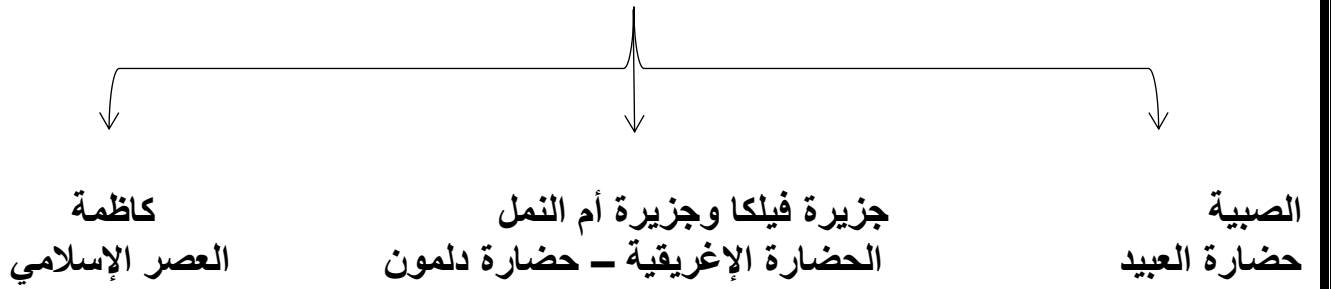 الصبية
حضارة العبيد
جزيرة فيلكا وجزيرة أم النمل
الحضارة الإغريقية – حضارة دلمون
كاظمة
العصر الإسلامي